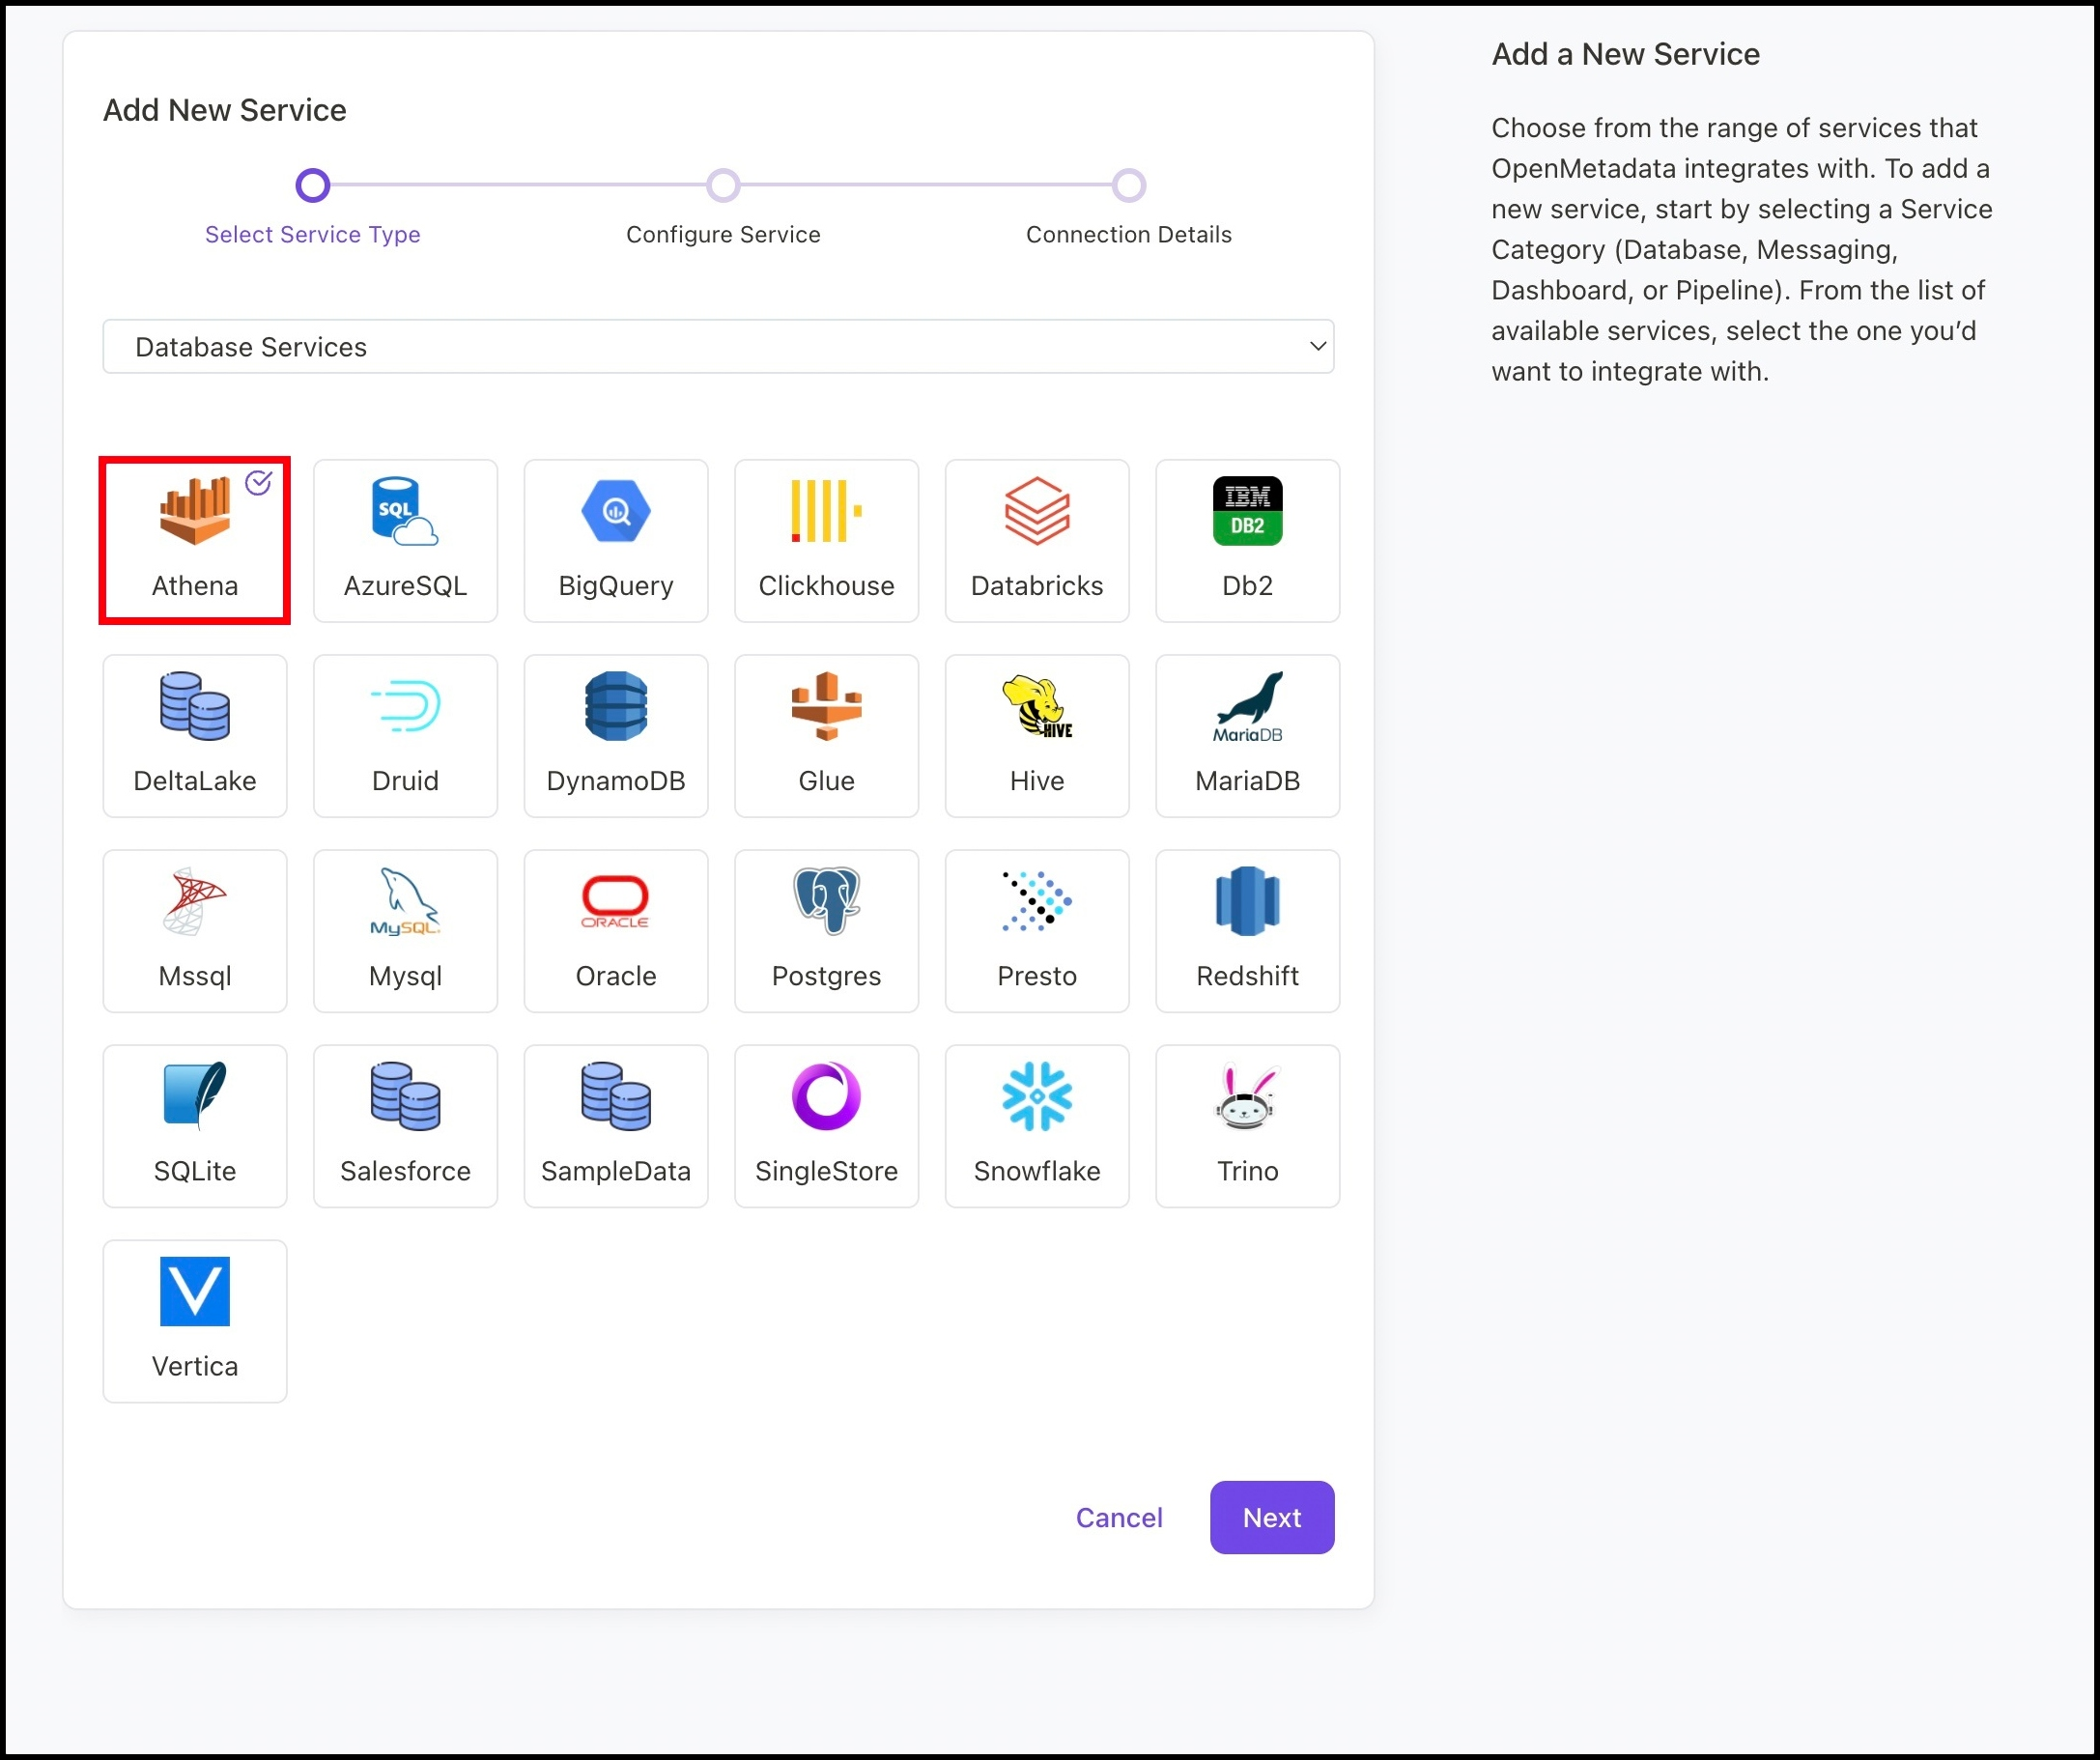 Add New Service
Select Service Type
Configure Service
Connection Details
Database Services
Athena
SQL
AzureSQL
BigQuery
Clickhouse
Databricks
IBM
DB2
Db2
DeltaLake
Druid
DynamoDB
Glue
HIVE
Hive
MariaDB
MariaDB
Mssql
MySQL
Mysql
ORACLE
Oracle
Postgres
Presto
Redshift
SQLite
Salesforce
SampleData
SingleStore
Snowflake
Trino
Vertica
Cancel
Next
Add a New Service
Choose from the range of services that
OpenMetadata integrates with. To add a
new service, start by selecting a Service
Category (Database, Messaging,
Dashboard, or Pipeline). From the list of
available services, select the one you’d
want to integrate with.